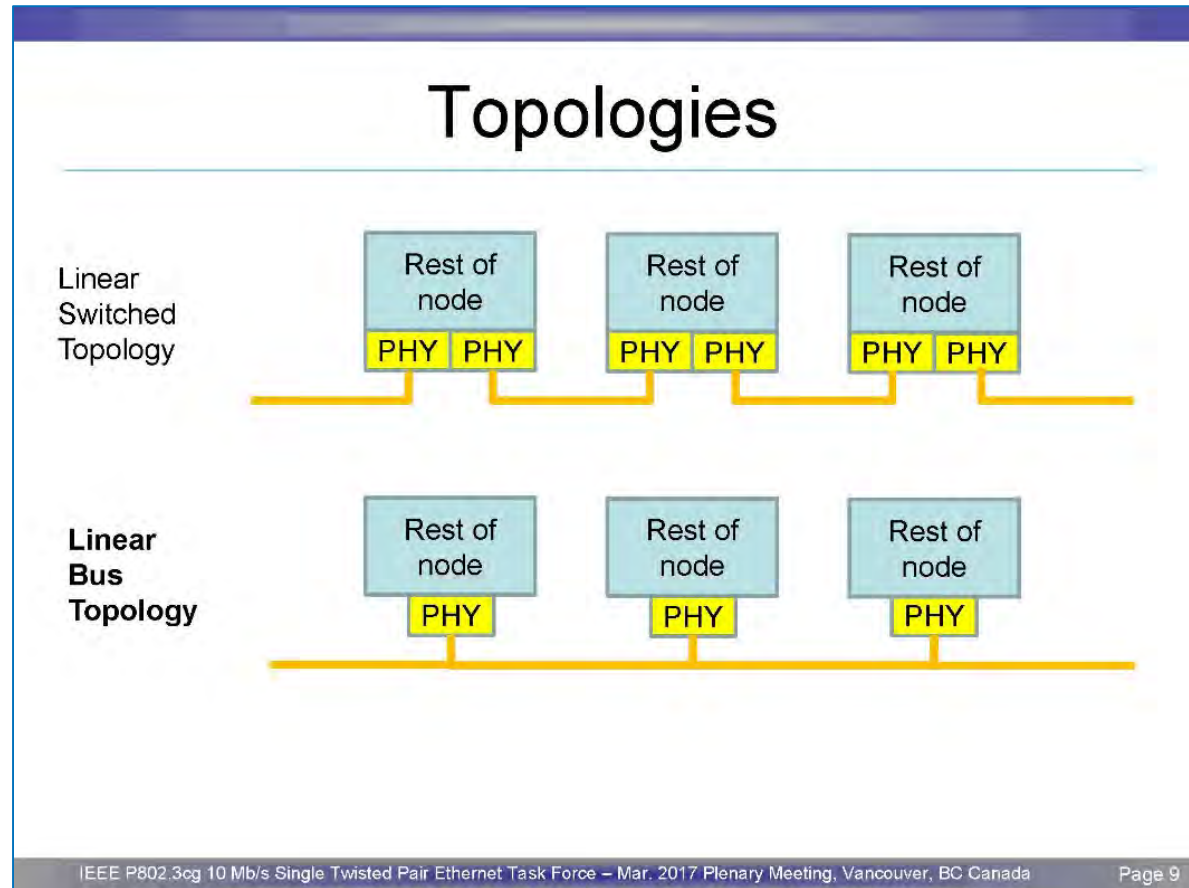 Topologies
Linear
Switched
Topology
Rest of
node
PHY PHY
Rest of
node
PHY PHY
Rest of
node
PHY PHY
Linear
Bus
Topology
Rest of
node
PHY
Rest of
node
PHY
Rest of
node
PHY
IEEE P802.3cg 10 Mb/s Single Twisted Pair Ethernet Task Force – Mar. 2017 Plenary Meeting, Vancouver, BC Canada Page 9